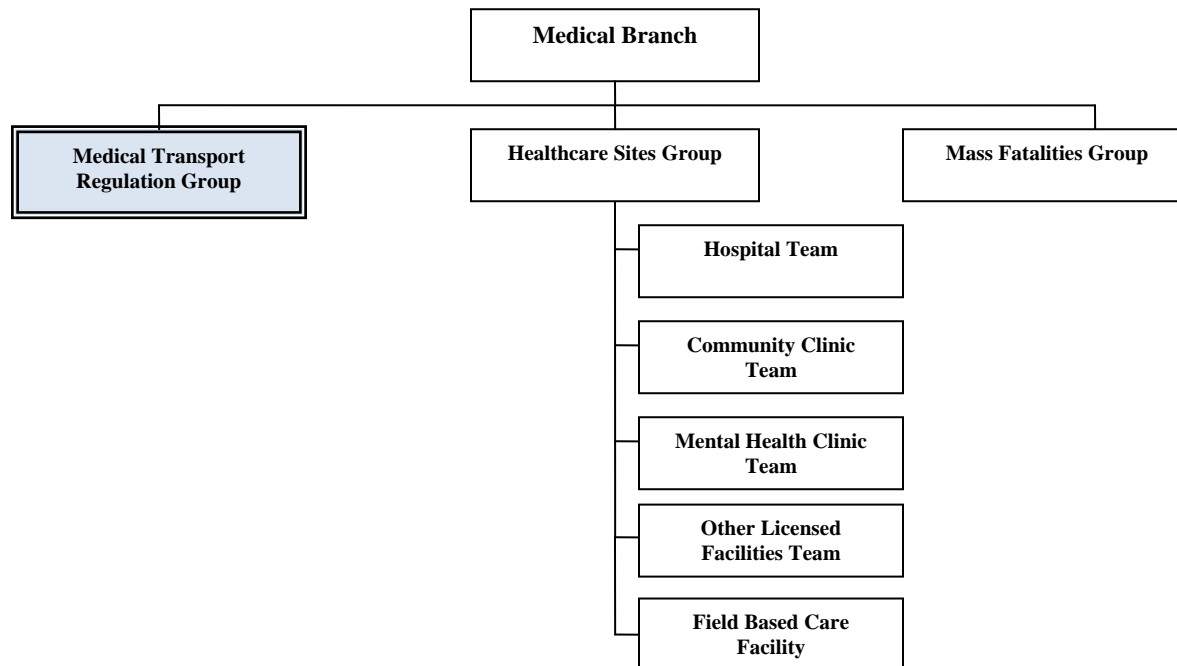 Medical Branch
Medical Transport
Regulation Group
Healthcare Sites Group
Mass Fatalities Group
Hospital Team
Community Clinic
Team
Mental Health Clinic
Team
Other Licensed
Facilities Team
Field Based Care
Facility